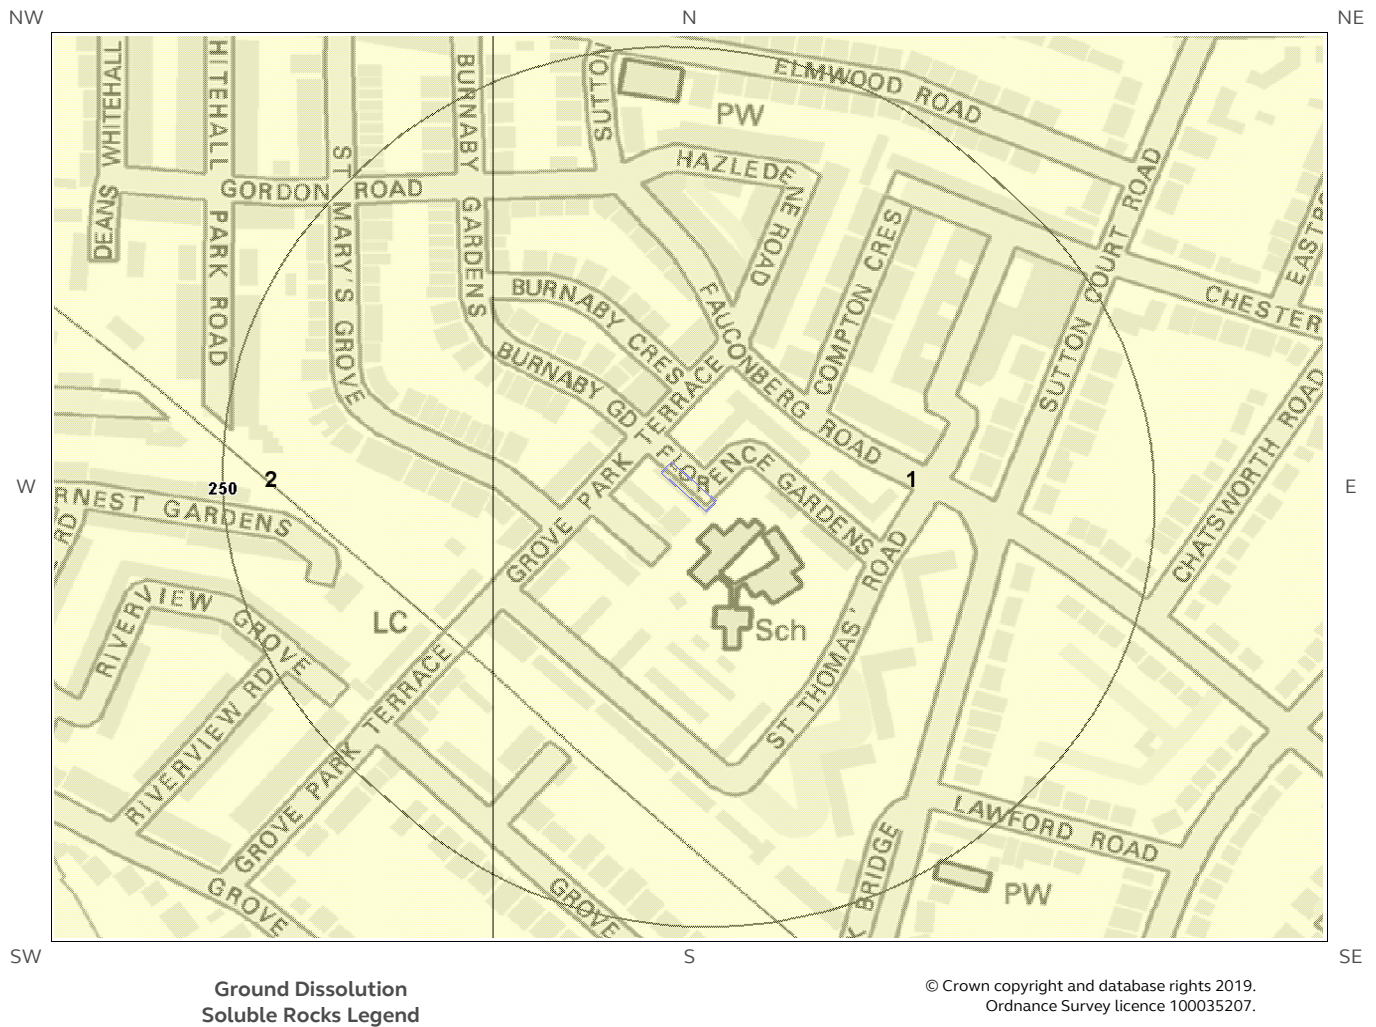 NW
N
NE
WHITEHALL
HITEHALL
BURNABY
SUTTO
ELMWOOD ROAD
PW
ST MARY'S GROVE
HAZLEDENE ROAD
GORDON ROAD
DEANS
PARK ROAD
GARDENS
COMPTON CRES
SUTTON COURT ROAD
BURNABY CRES
FAUCONBERG ROAD
CHESTER
BURNABY GD
CHATSWORTH ROAD
GROVE PARK TERRACE
FLORENCE GARDENS
W
250
2
1
E
RNEST GARDENS
RD
RIVERVIEW GROVE
LC
Sch
ST THOMAS' ROAD
RIVERVIEW RD
GROVE PARK TERRACE
LAWFORD ROAD
BRIDGE
PW
GROVE
GROVE
SW
S
SE
Ground Dissolution
Soluble Rocks Legend
© Crown copyright and database rights 2019.
Ordnance Survey licence 100035207.